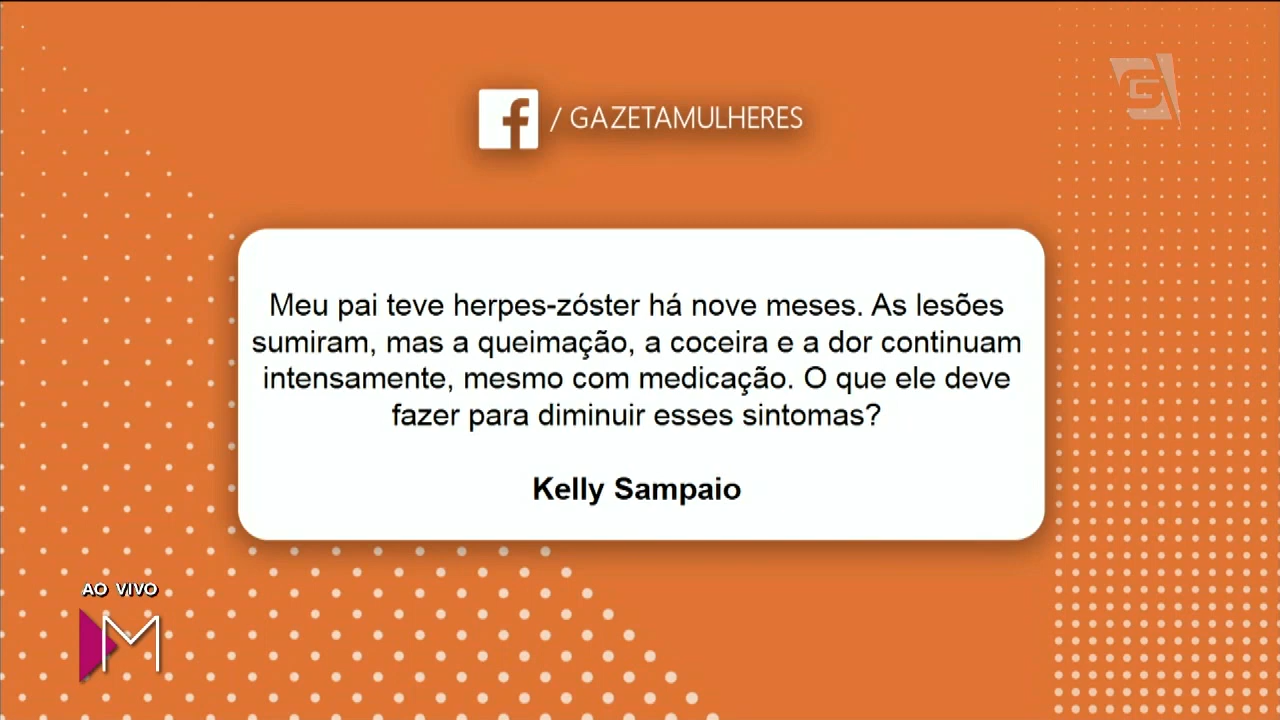 / GAZETAMULHERES
G
Meu pai teve herpes-zóster há nove meses. As lesões
sumiram, mas a queimação, a coceira e a dor continuam
intensamente, mesmo com medicação. O que ele deve
fazer para diminuir esses sintomas?
Kelly Sampaio
AO VIVO
M